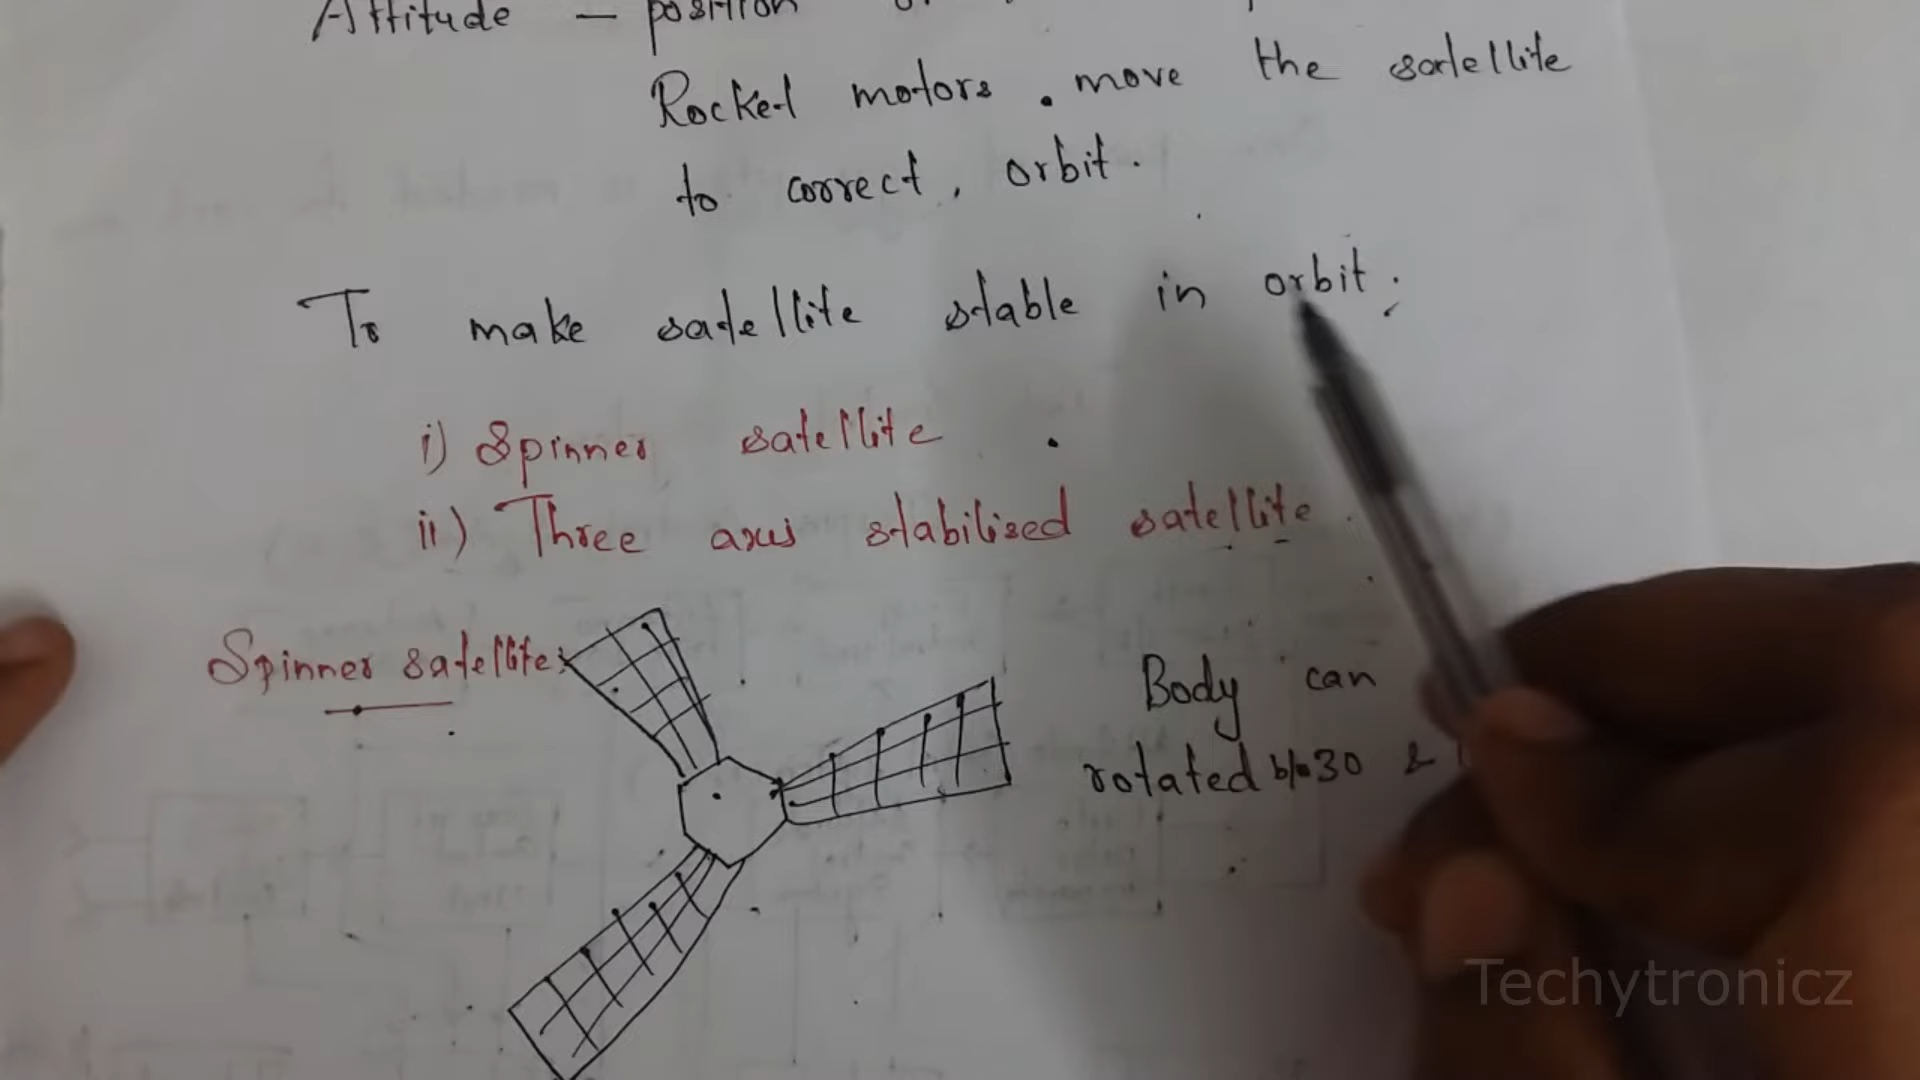 Attitude – position
Rocket motors . move the satellite
to correct . orbit.
To make satellite stable in orbit.
i) Spinner satellite
ii) Three axis stabilised satellite.
Spinner satellite:
Body can
rotated b/w 30 &
Techytronicz